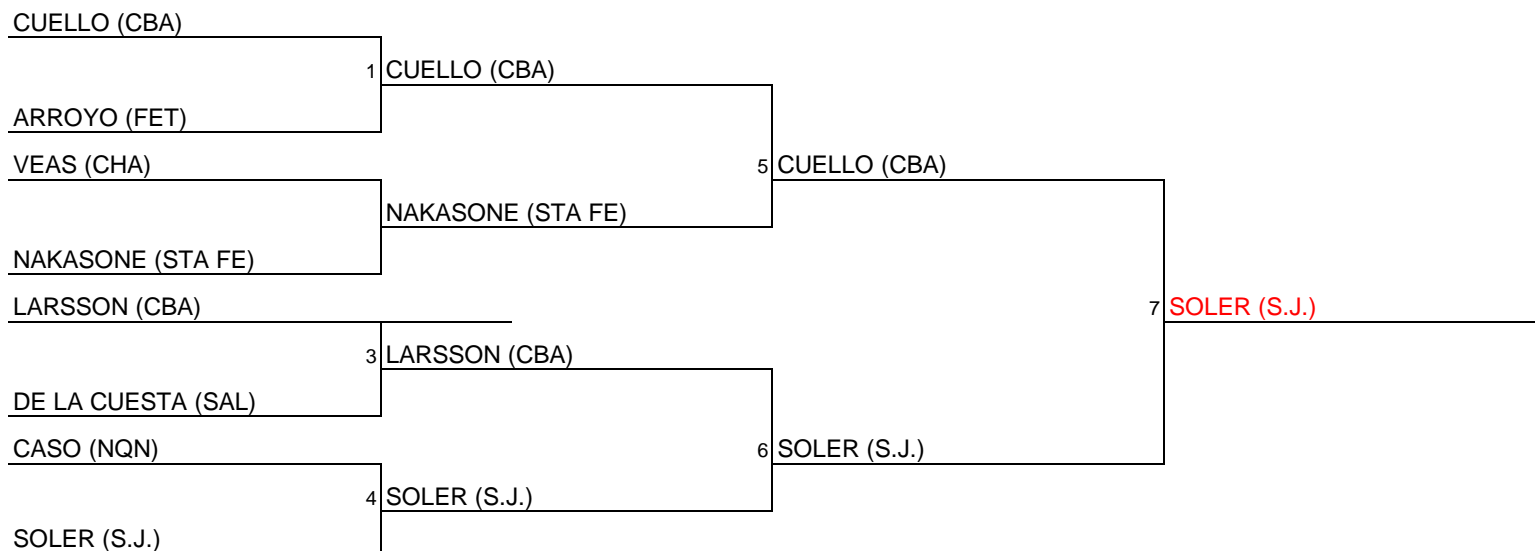 CUELLO (CBA)
1 CUELLO (CBA)
ARROYO (FET)
VEAS (CHA)
5 CUELLO (CBA)
NAKASONE (STA FE)
NAKASONE (STA FE)
LARSSON (CBA)
7 SOLER (S.J.)
3 LARSSON (CBA)
DE LA CUESTA (SAL)
CASO (NQN)
6 SOLER (S.J.)
4 SOLER (S.J.)
SOLER (S.J.)